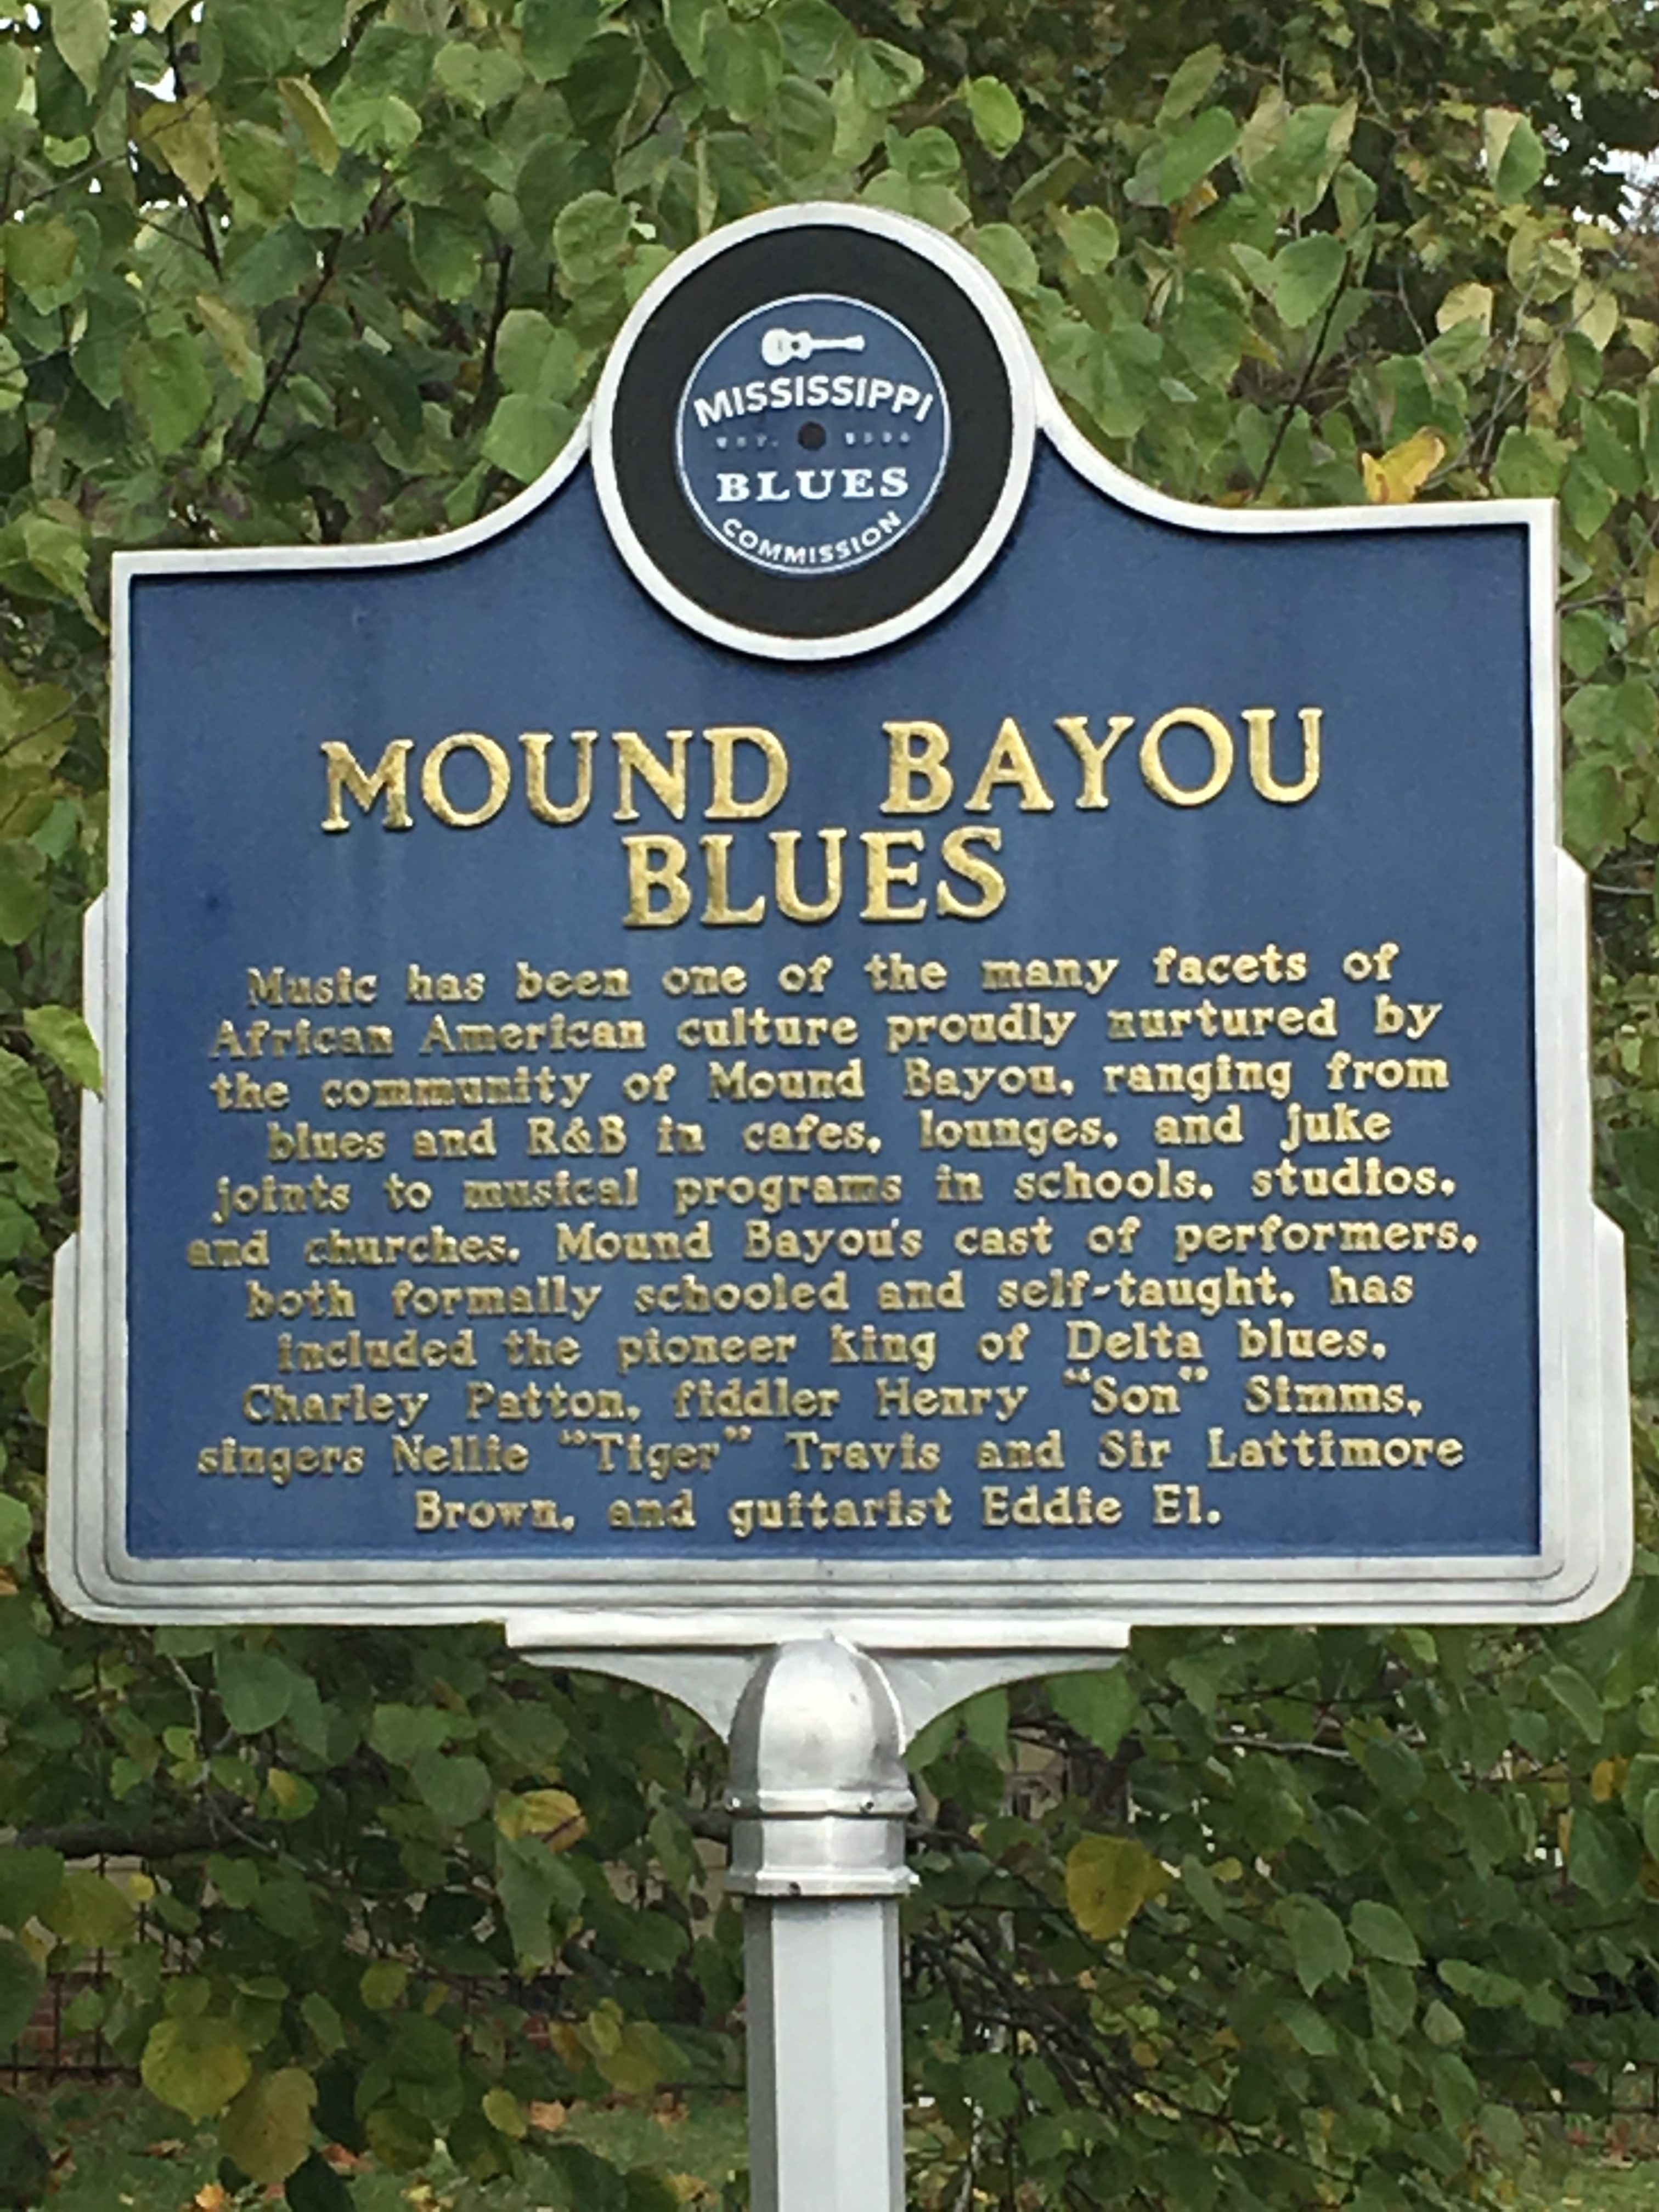 MISSISSIPPI
BLUES
COMMISSION
MOUND BAYOU
BLUES
Music has been one of the many facets of
African American culture proudly nurtured by
the community of Mound Bayou, ranging from
blues and R&B in cafes, lounges, and juke
joints to musical programs in schools, studios,
and churches. Mound Bayou's cast of performers,
both formally schooled and self-taught, has
included the pioneer king of Delta blues,
Charley Patton, fiddler Henry "Son" Simms,
singers Nellie "Tiger" Travis and Sir Lattimore
Brown, and guitarist Eddie El.